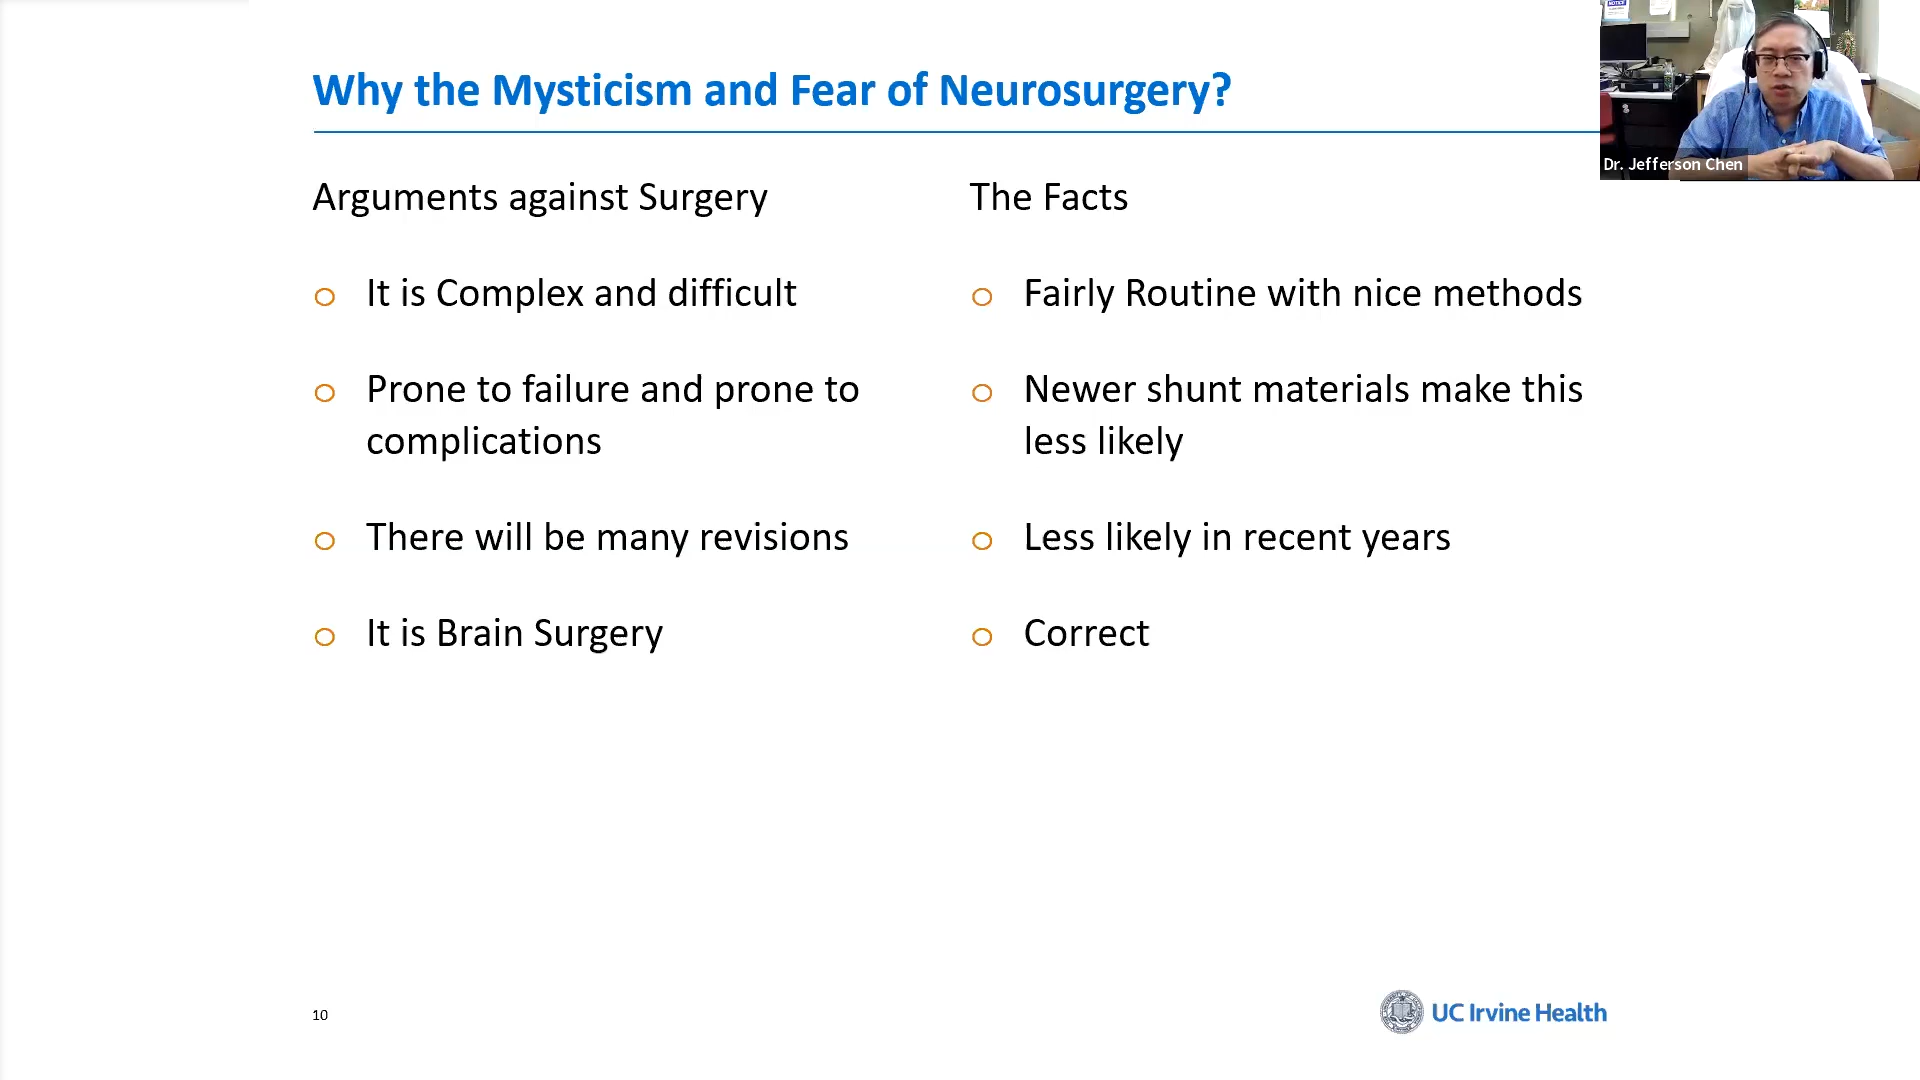 Why the Mysticism and Fear of Neurosurgery?
Arguments against Surgery
It is Complex and difficult
Prone to failure and prone to
complications
There will be many revisions
It is Brain Surgery
The Facts
Fairly Routine with nice methods
Newer shunt materials make this
less likely
Less likely in recent years
Correct
Dr. Jefferson Chen
NOTICE
10
UC Irvine Health